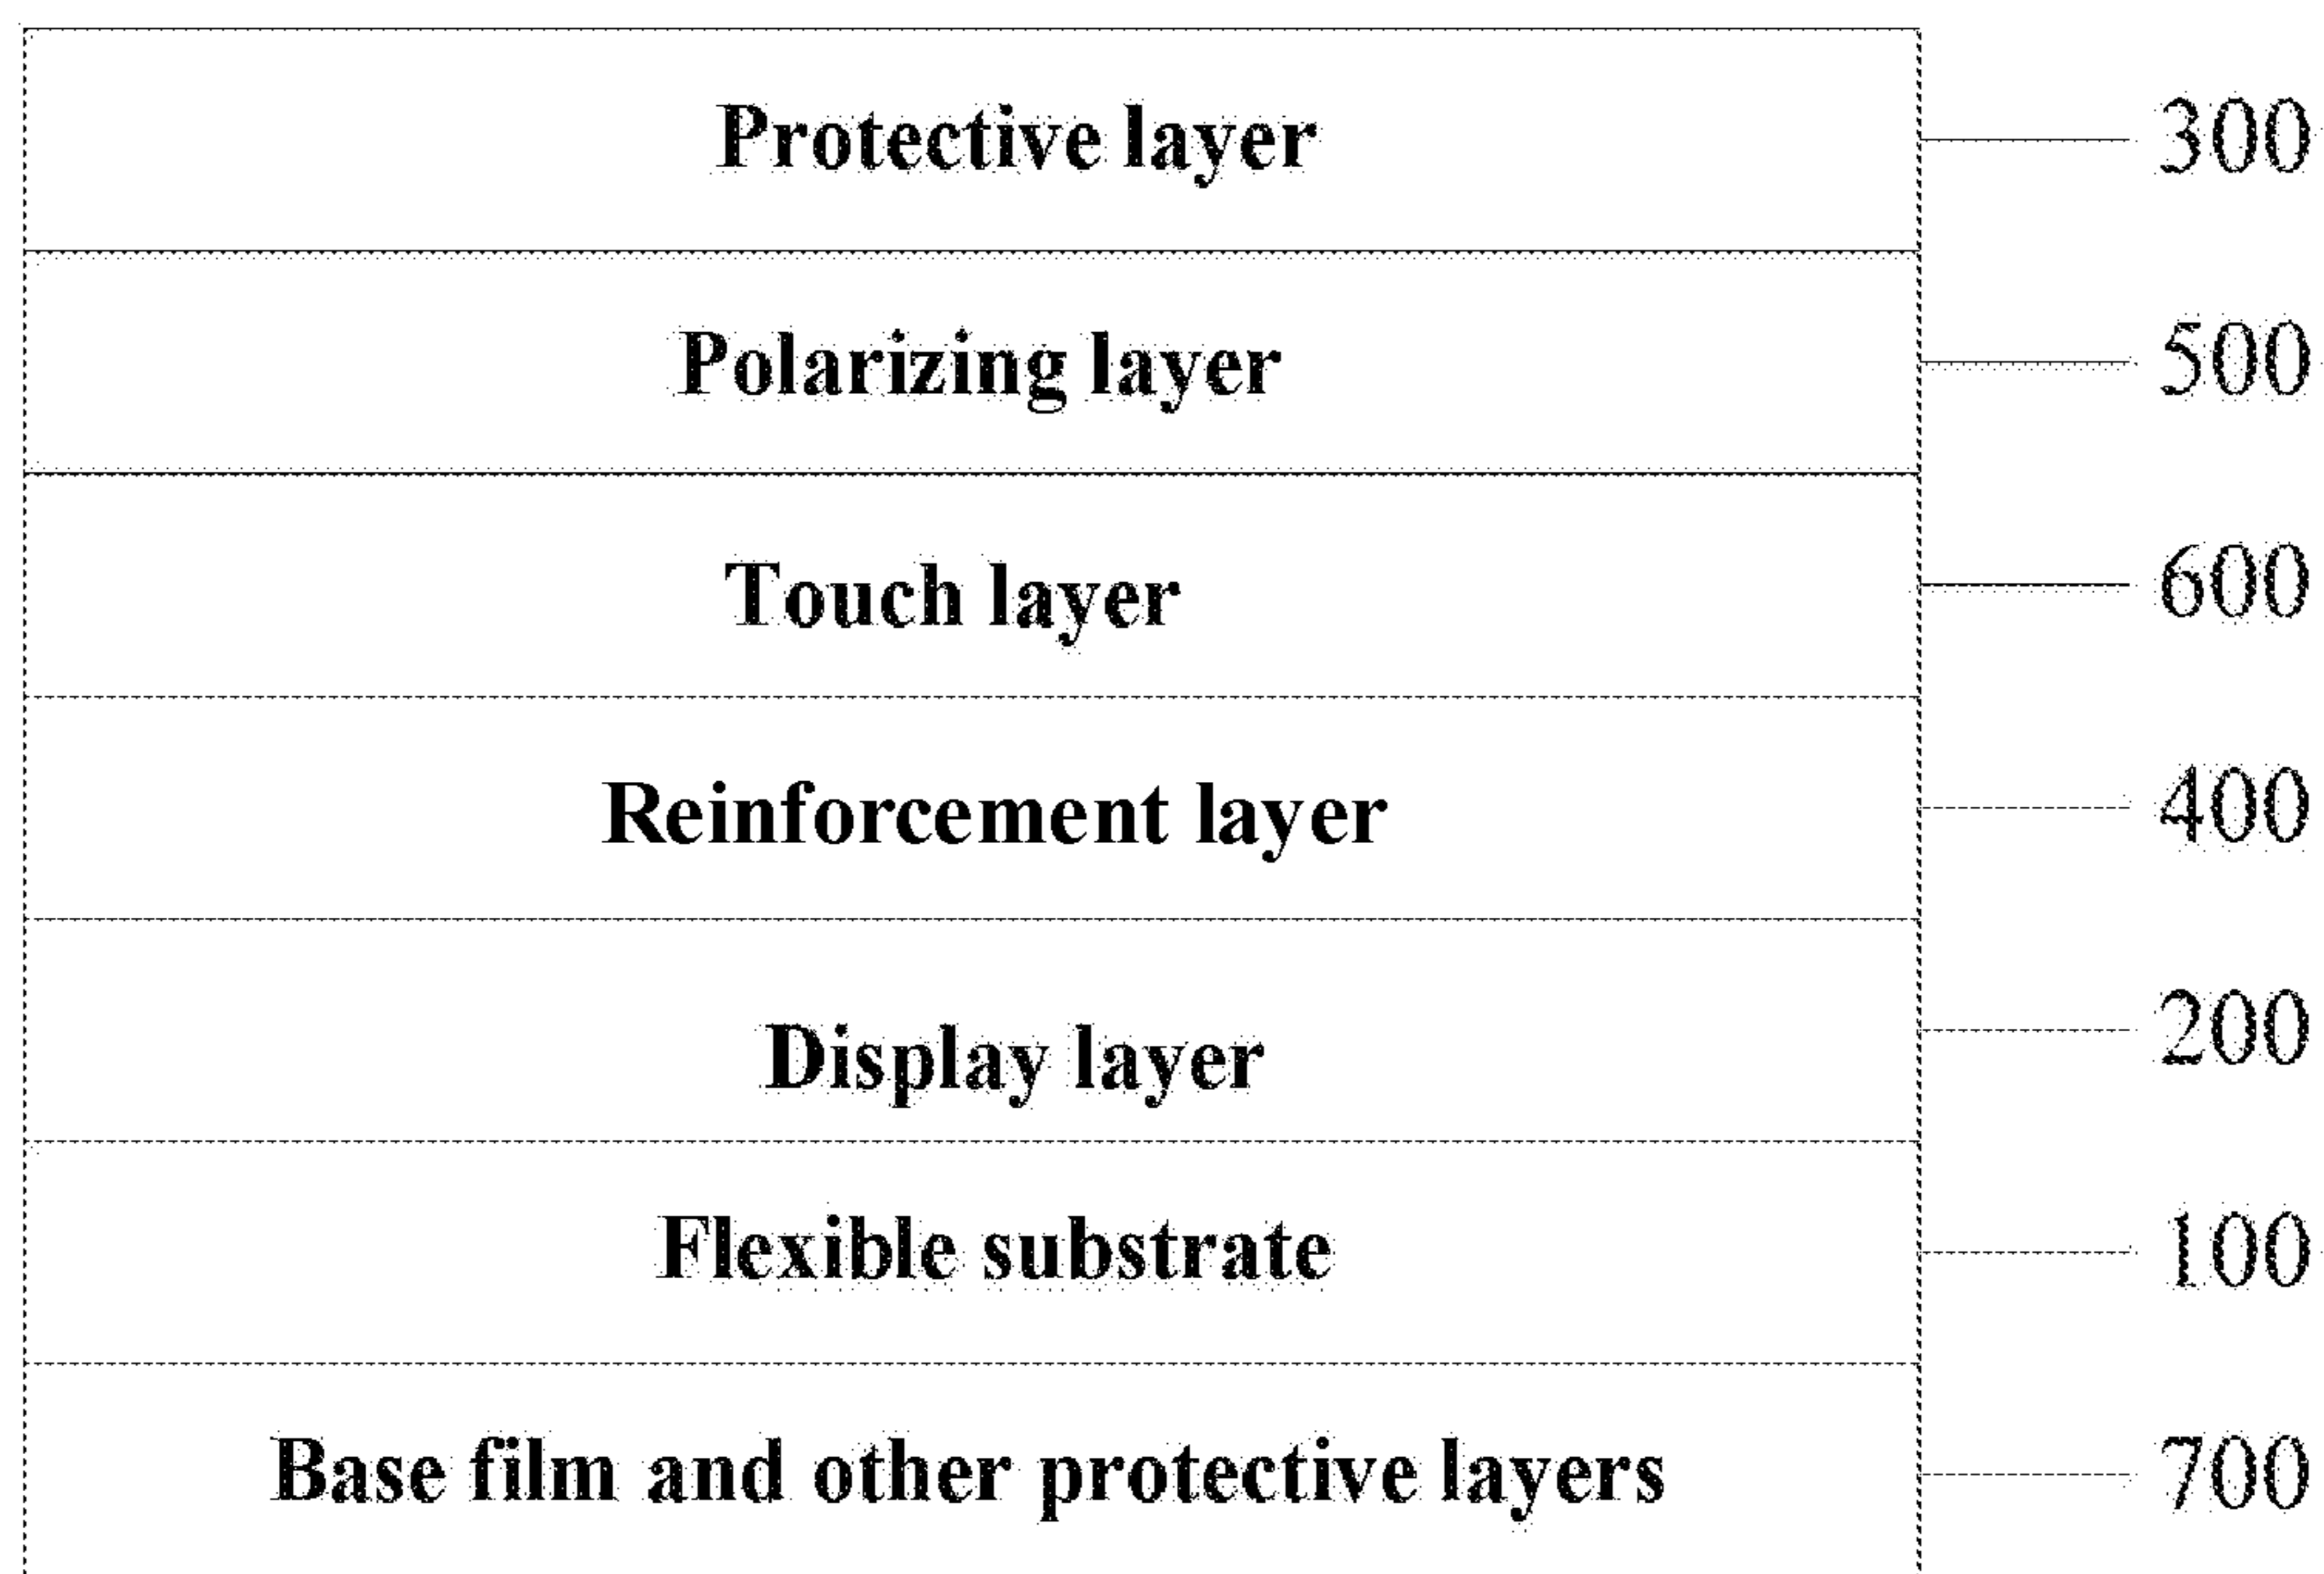 Protective layer 300
Polarizing layer 500
Touch layer 600
Reinforcement layer 400
Display layer 200
Flexible substrate 100
Base film and other protective layers 700